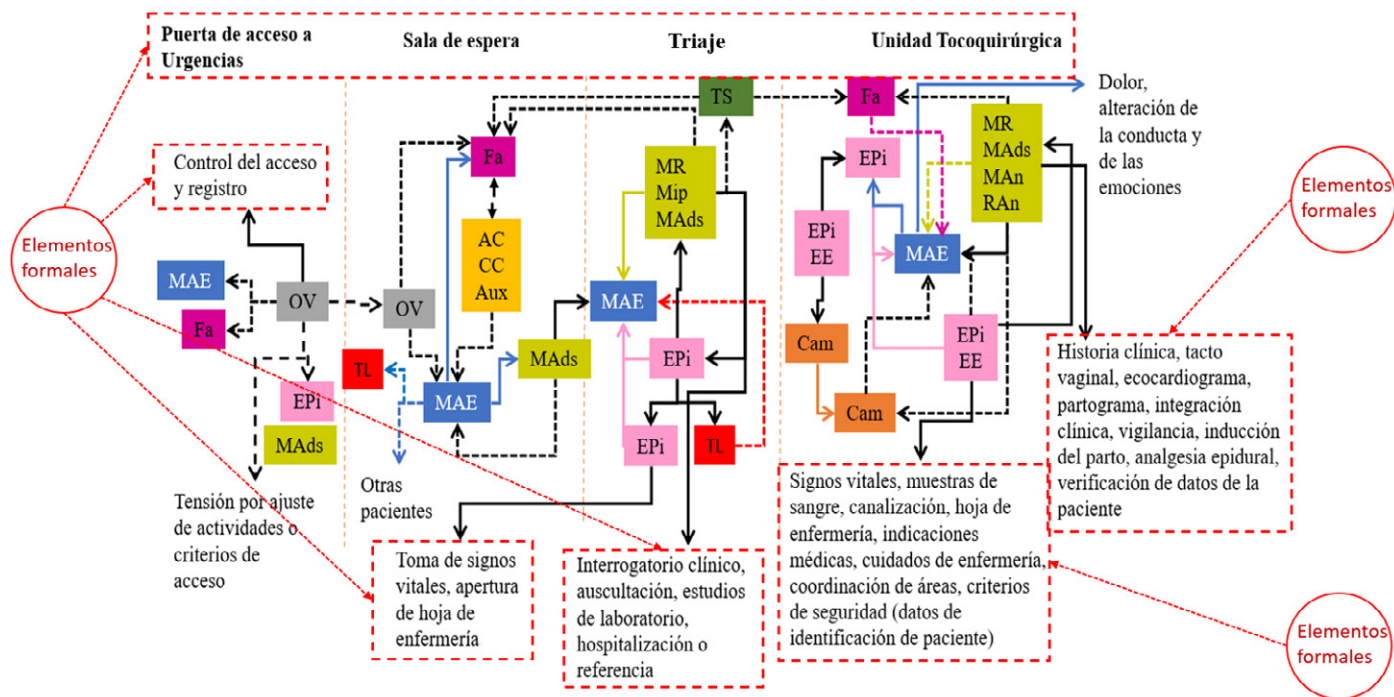 Puerta de acceso a
Urgencias
Sala de espera
Triaje
Unidad Tocoquirúrgica
Elementos
formales
Control del acceso
y registro
MAE
Fa
OV
EPi
MAds
Tensión por ajuste
de actividades o
criterios de
acceso
Fa
AC
CC
Aux
OV
TL
MAE
MAds
Otras
pacientes
Toma de signos
vitales, apertura
de hoja de
enfermería
TS
MR
Mip
MAds
MAE
EPi
EPi
TL
Interrogatorio clínico,
auscultación, estudios
de laboratorio,
hospitalización o
referencia
Fa
MR
MAds
MAn
RAn
EPi
EPi
EE
MAE
Cam
EPi
EE
Cam
Dolor,
alteración de
la conducta y
de las
emociones
Signos vitales, muestras de
sangre, canalización, hoja de
enfermería, indicaciones
médicas, cuidados de enfermería,
coordinación de áreas, criterios
de seguridad (datos de
identificación de paciente)
Elementos
formales
Historia clínica, tacto
vaginal, ecocardiograma,
partograma, integración
clínica, vigilancia, inducción
del parto, analgesia epidural,
verificación de datos de la
paciente
Elementos
formales